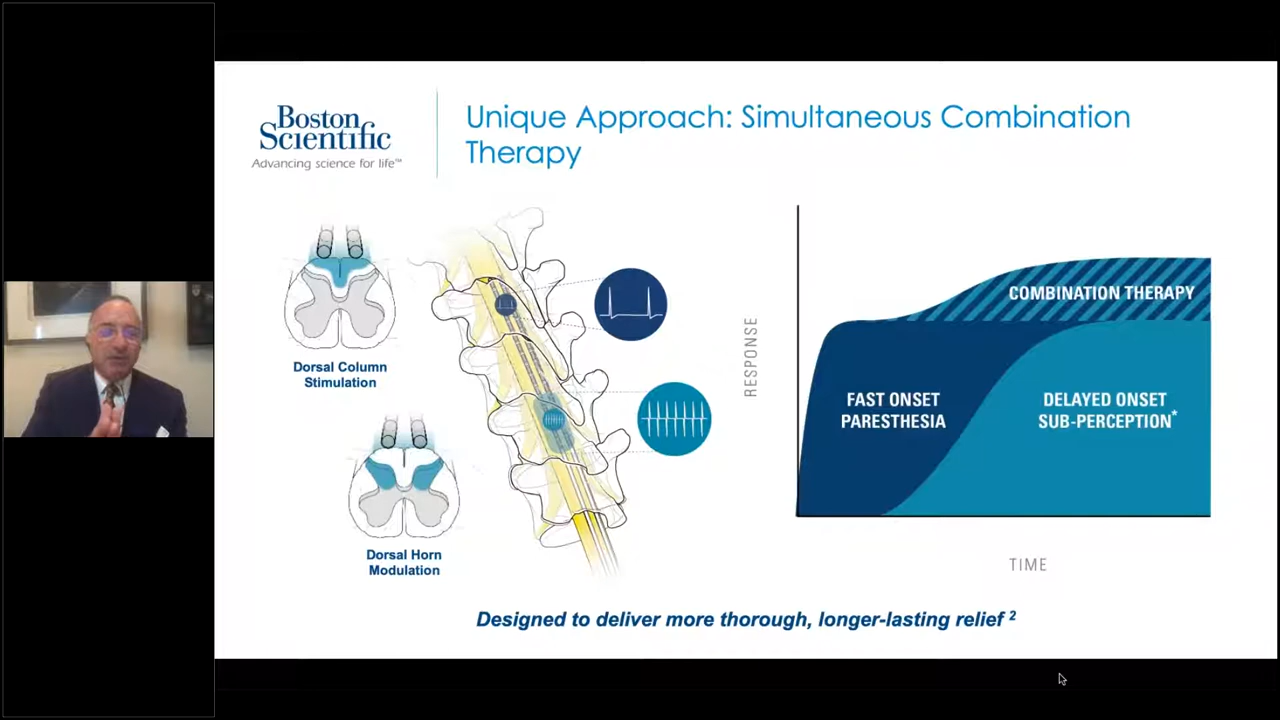 Boston
Scientific
Advancing science for life™
Unique Approach: Simultaneous Combination
Therapy
Dorsal Column
Stimulation
Dorsal Horn
Modulation
RESPONSE
COMBINATION THERAPY
FAST ONSET
PARESTHESIA
DELAYED ONSET
SUB-PERCEPTION*
TIME
Designed to deliver more thorough, longer-lasting relief 2